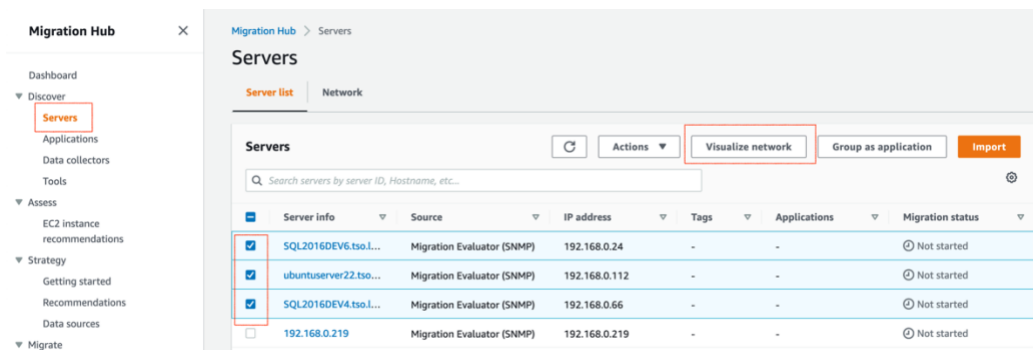 Migration Hub ×
Dashboard
Discover
Servers
Applications
Data collectors
Tools
Assess
EC2 instance
recommendations
Strategy
Getting started
Recommendations
Data sources
Migrate
Migration Hub > Servers
Servers
Server list Network
Servers Actions Visualize network Group as application Import
Search servers by server ID, Hostname, etc...
Server info Source IP address Tags Applications Migration status
SQL2016DEV6.tso.l... Migration Evaluator (SNMP) 192.168.0.24 - - Not started
ubuntuserver22.tso... Migration Evaluator (SNMP) 192.168.0.112 - - Not started
SQL2016DEV4.tso.l... Migration Evaluator (SNMP) 192.168.0.66 - - Not started
192.168.0.219 Migration Evaluator (SNMP) 192.168.0.219 - - Not started